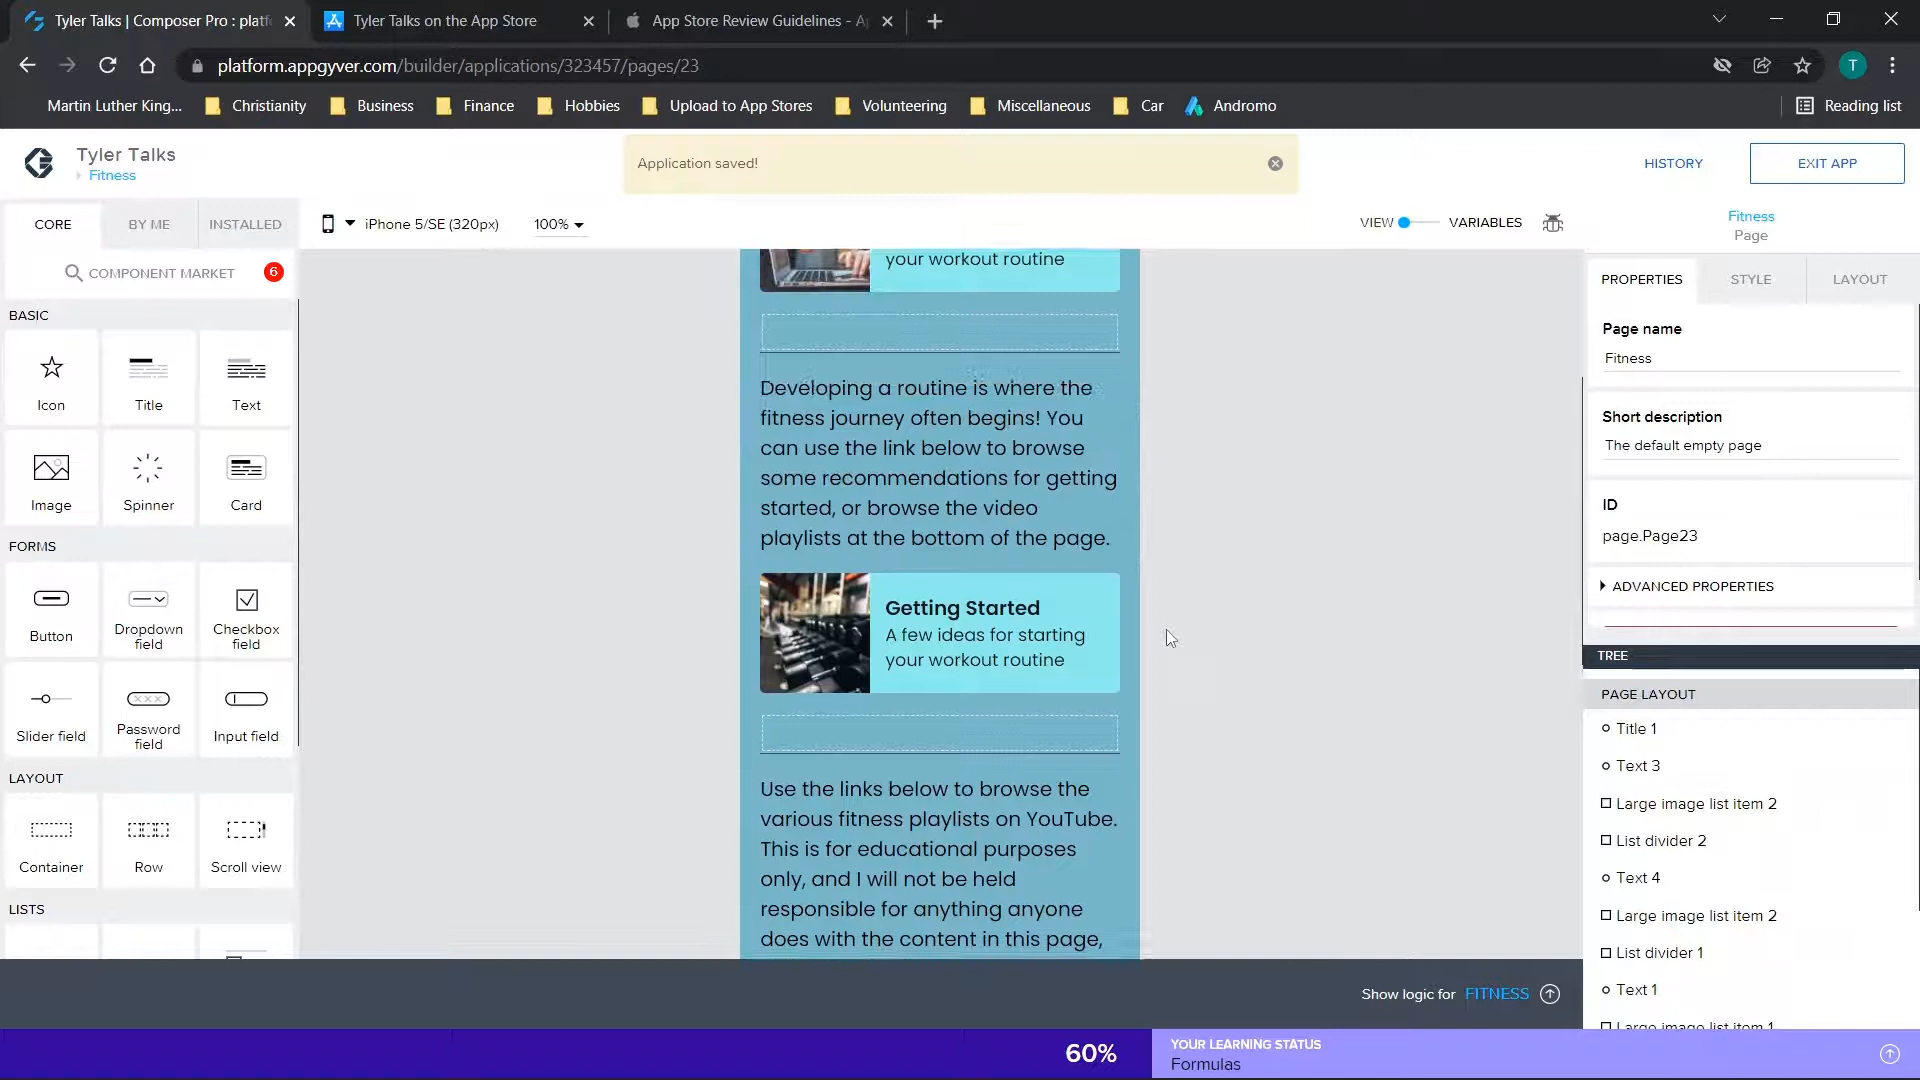 Tyler Talks | Composer Pro : platf
Tyler Talks on the App Store
App Store Review Guidelines - A
platform.appgyver.com/builder/applications/323457/pages/23
T
Martin Luther King...
Christianity
Business
Finance
Hobbies
Upload to App Stores
Volunteering
Miscellaneous
Car
Andromo
Reading list
Tyler Talks
Fitness
Application saved!
HISTORY
EXIT APP
CORE
BY ME
INSTALLED
iPhone 5/SE (320px)
100%
VIEW
VARIABLES
Fitness
Page
COMPONENT MARKET
6
BASIC
Icon
Title
Text
Image
Spinner
Card
FORMS
Button
Dropdown
field
Checkbox
field
Slider field
Password
field
Input field
LAYOUT
Container
Row
Scroll view
LISTS
your workout routine
Developing a routine is where the
fitness journey often begins! You
can use the link below to browse
some recommendations for getting
started, or browse the video
playlists at the bottom of the page.
Getting Started
A few ideas for starting
your workout routine
Use the links below to browse the
various fitness playlists on YouTube.
This is for educational purposes
only, and I will not be held
responsible for anything anyone
does with the content in this page,
PROPERTIES
STYLE
LAYOUT
Page name
Fitness
Short description
The default empty page
ID
page.Page23
ADVANCED PROPERTIES
TREE
PAGE LAYOUT
Title 1
Text 3
Large image list item 2
List divider 2
Text 4
Large image list item 2
List divider 1
Text 1
Large image list item 1
Show logic for FITNESS
60%
YOUR LEARNING STATUS
Formulas